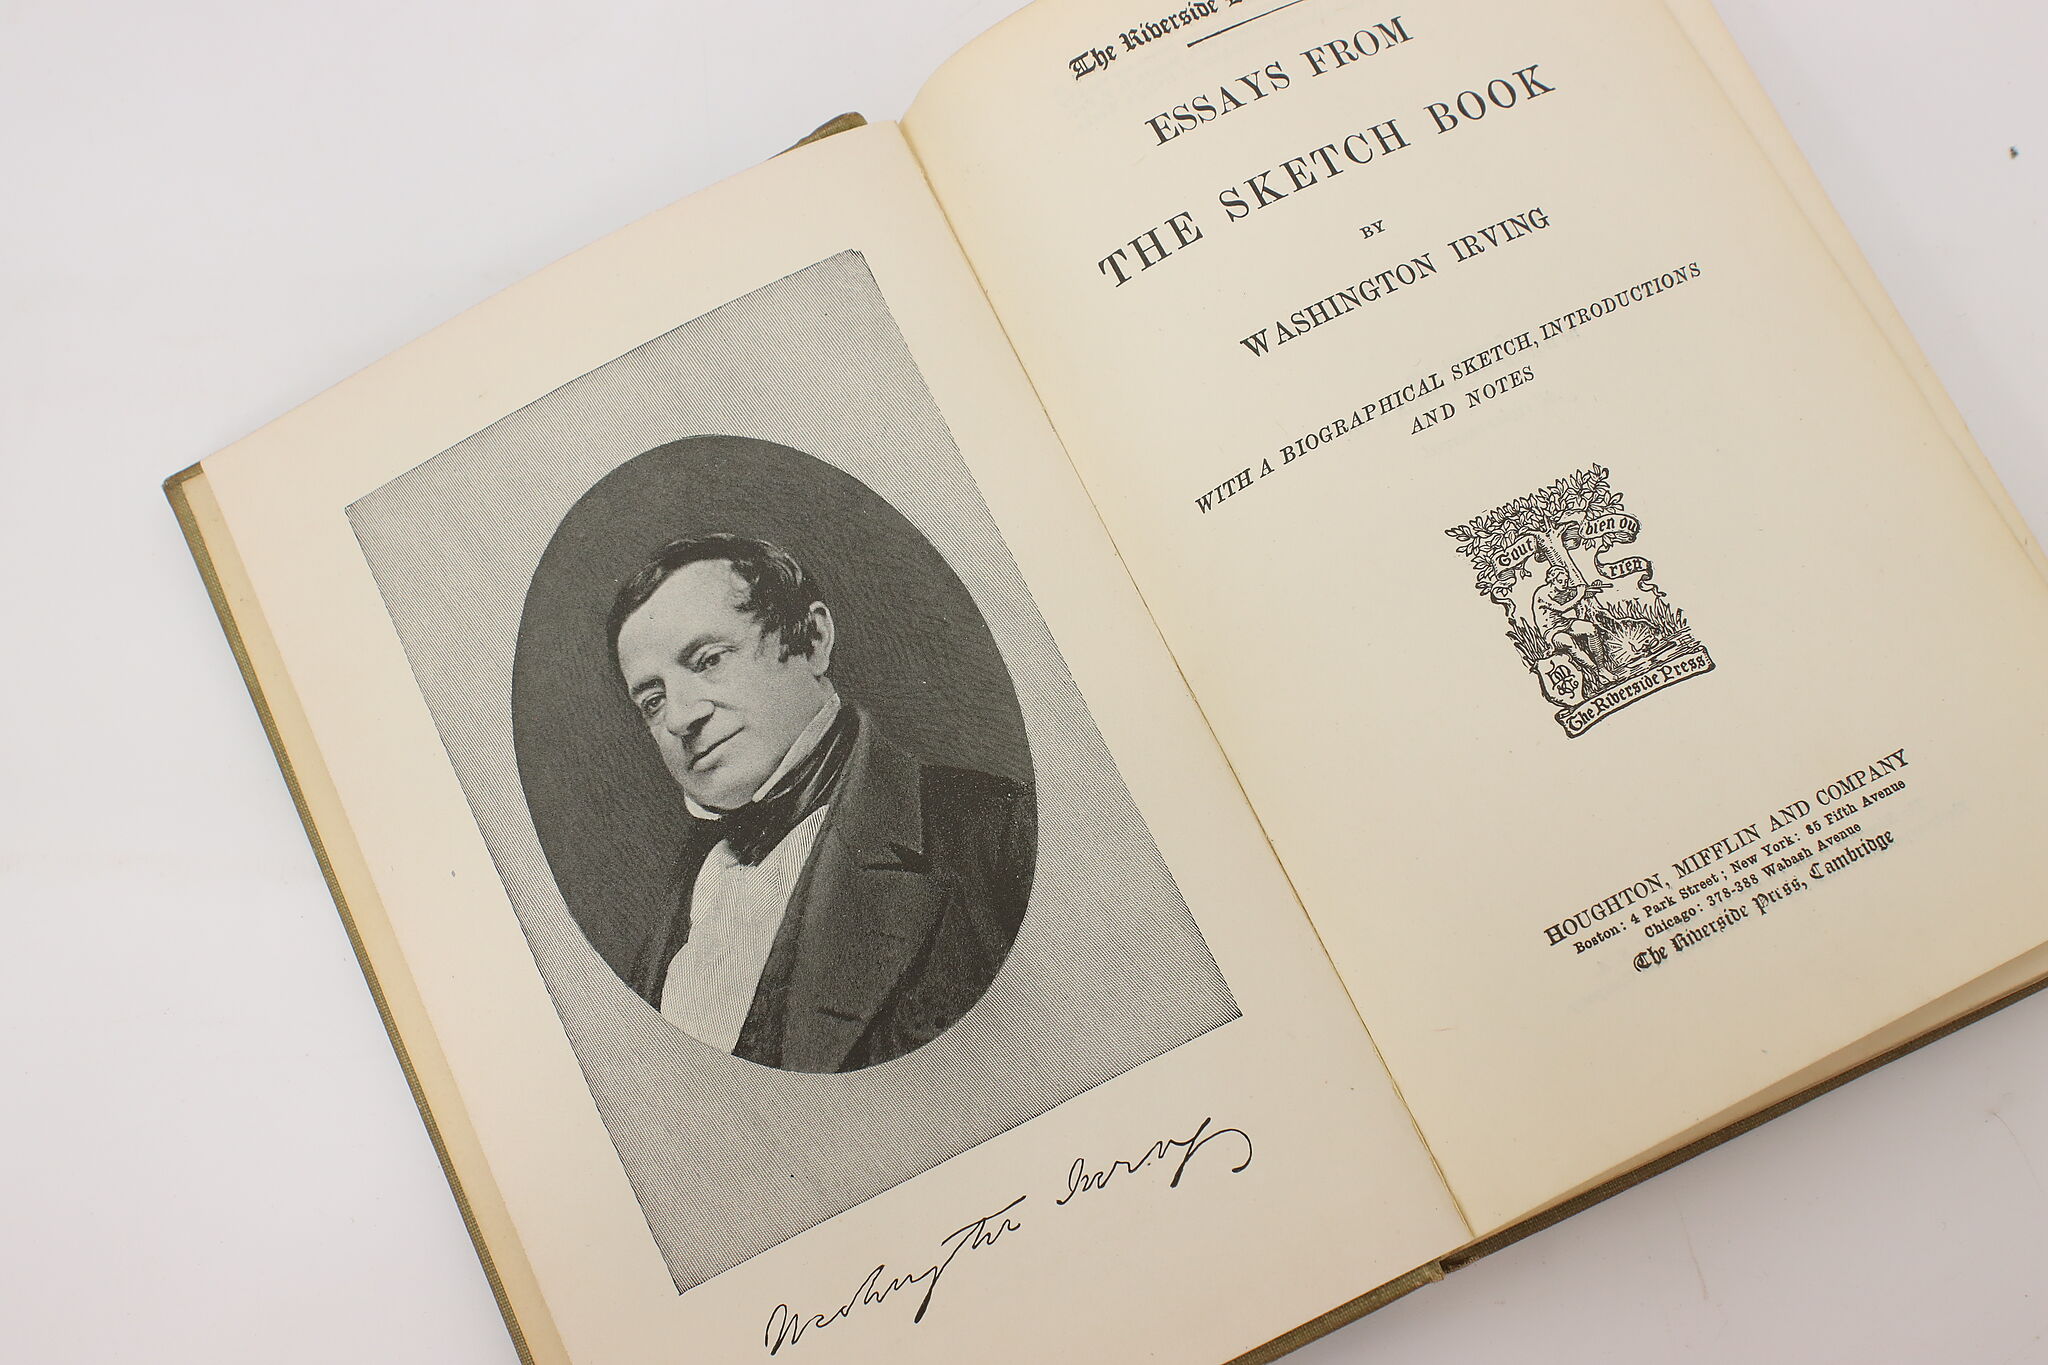 Washington Irving
The Riverside
ESSAYS FROM
THE SKETCH BOOK
BY
WASHINGTON IRVING
WITH A BIOGRAPHICAL SKETCH, INTRODUCTIONS
AND NOTES
Tout bien ou
rien
The Riverside Press
HOUGHTON, MIFFLIN AND COMPANY
Boston: 4 Park Street; New York: 85 Fifth Avenue
Chicago: 378-388 Wabash Avenue
The Riverside Press, Cambridge